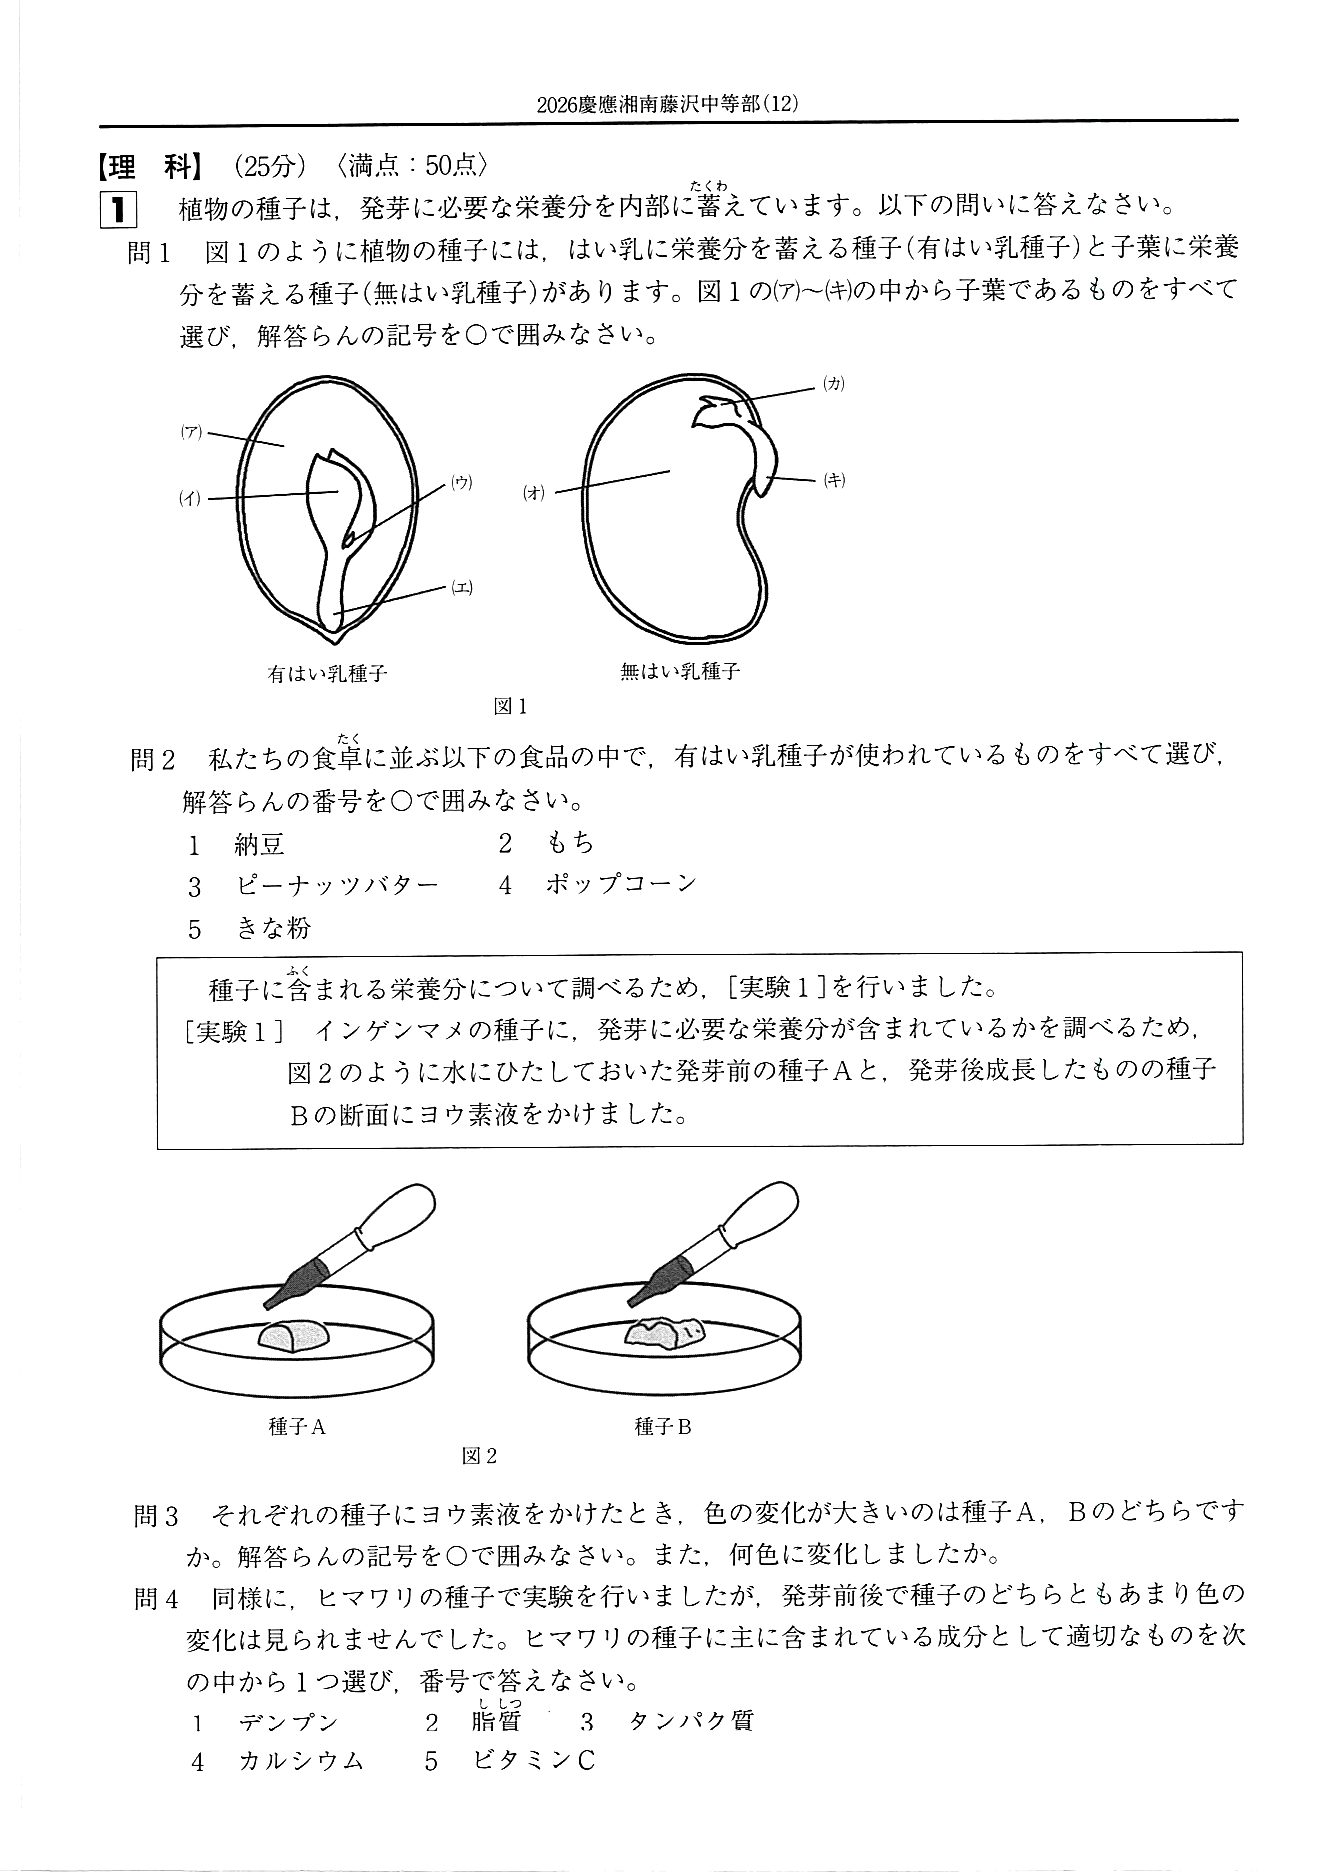 2026慶應湘南藤沢中等部(12)
【理 科】 (25分) 〈満点：50点〉
1 植物の種子は，発芽に必要な栄養分を内部に蓄えています。以下の問いに答えなさい。
たくわ
問1 図1のように植物の種子には，はい乳に栄養分を蓄える種子(有はい乳種子)と子葉に栄養
分を蓄える種子(無はい乳種子)があります。図1の(ア)～(キ)の中から子葉であるものをすべて
選び，解答らんの記号を○で囲みなさい。
(ア)
(イ)
(ウ)
(エ)
有はい乳種子
(オ)
(カ)
(キ)
無はい乳種子
図1
たく
問2 私たちの食卓に並ぶ以下の食品の中で，有はい乳種子が使われているものをすべて選び，
解答らんの番号を○で囲みなさい。
1 納豆 2 もち
3 ピーナッツバター 4 ポップコーン
5 きな粉
ふく
種子に含まれる栄養分について調べるため，[実験1]を行いました。
[実験1] インゲンマメの種子に，発芽に必要な栄養分が含まれているかを調べるため，
図2のように水にひたしておいた発芽前の種子Aと，発芽後成長したものの種子
Bの断面にヨウ素液をかけました。
種子A 種子B
図2
問3 それぞれの種子にヨウ素液をかけたとき，色の変化が大きいのは種子A，Bのどちらです
か。解答らんの記号を○で囲みなさい。また，何色に変化しましたか。
問4 同様に，ヒマワリの種子で実験を行いましたが，発芽前後で種子のどちらともあまり色の
変化は見られませんでした。ヒマワリの種子に主に含まれている成分として適切なものを次
の中から1つ選び，番号で答えなさい。
ししつ
1 デンプン 2 脂質 3 タンパク質
4 カルシウム 5 ビタミンC